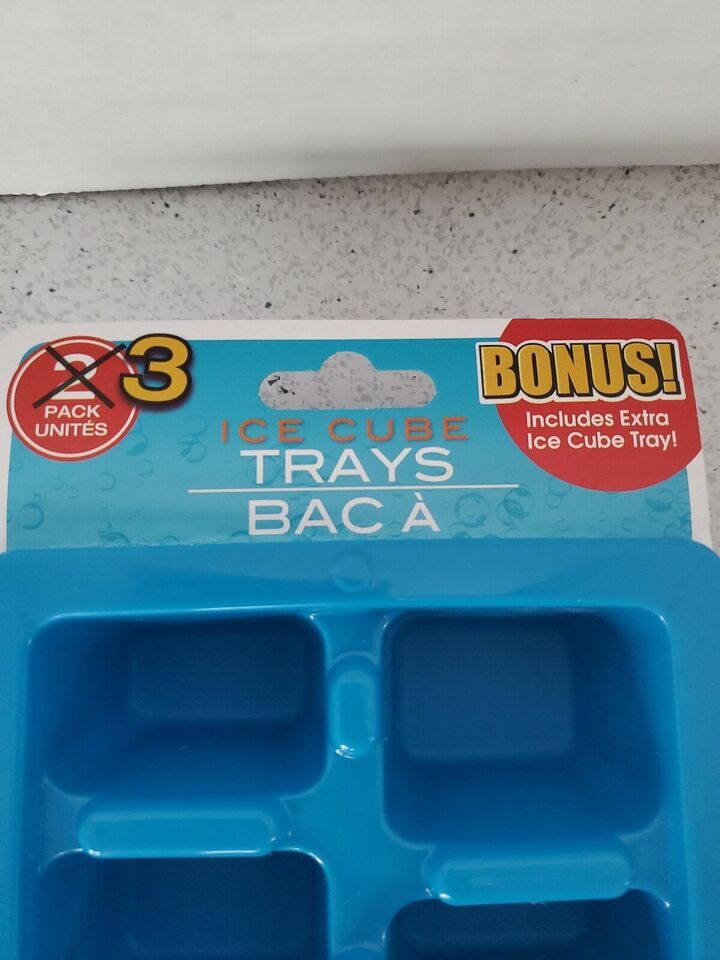 2 3
PACK
UNITÉS
BONUS!
Includes Extra
Ice Cube Tray!
ICE CUBE
TRAYS
BAC À